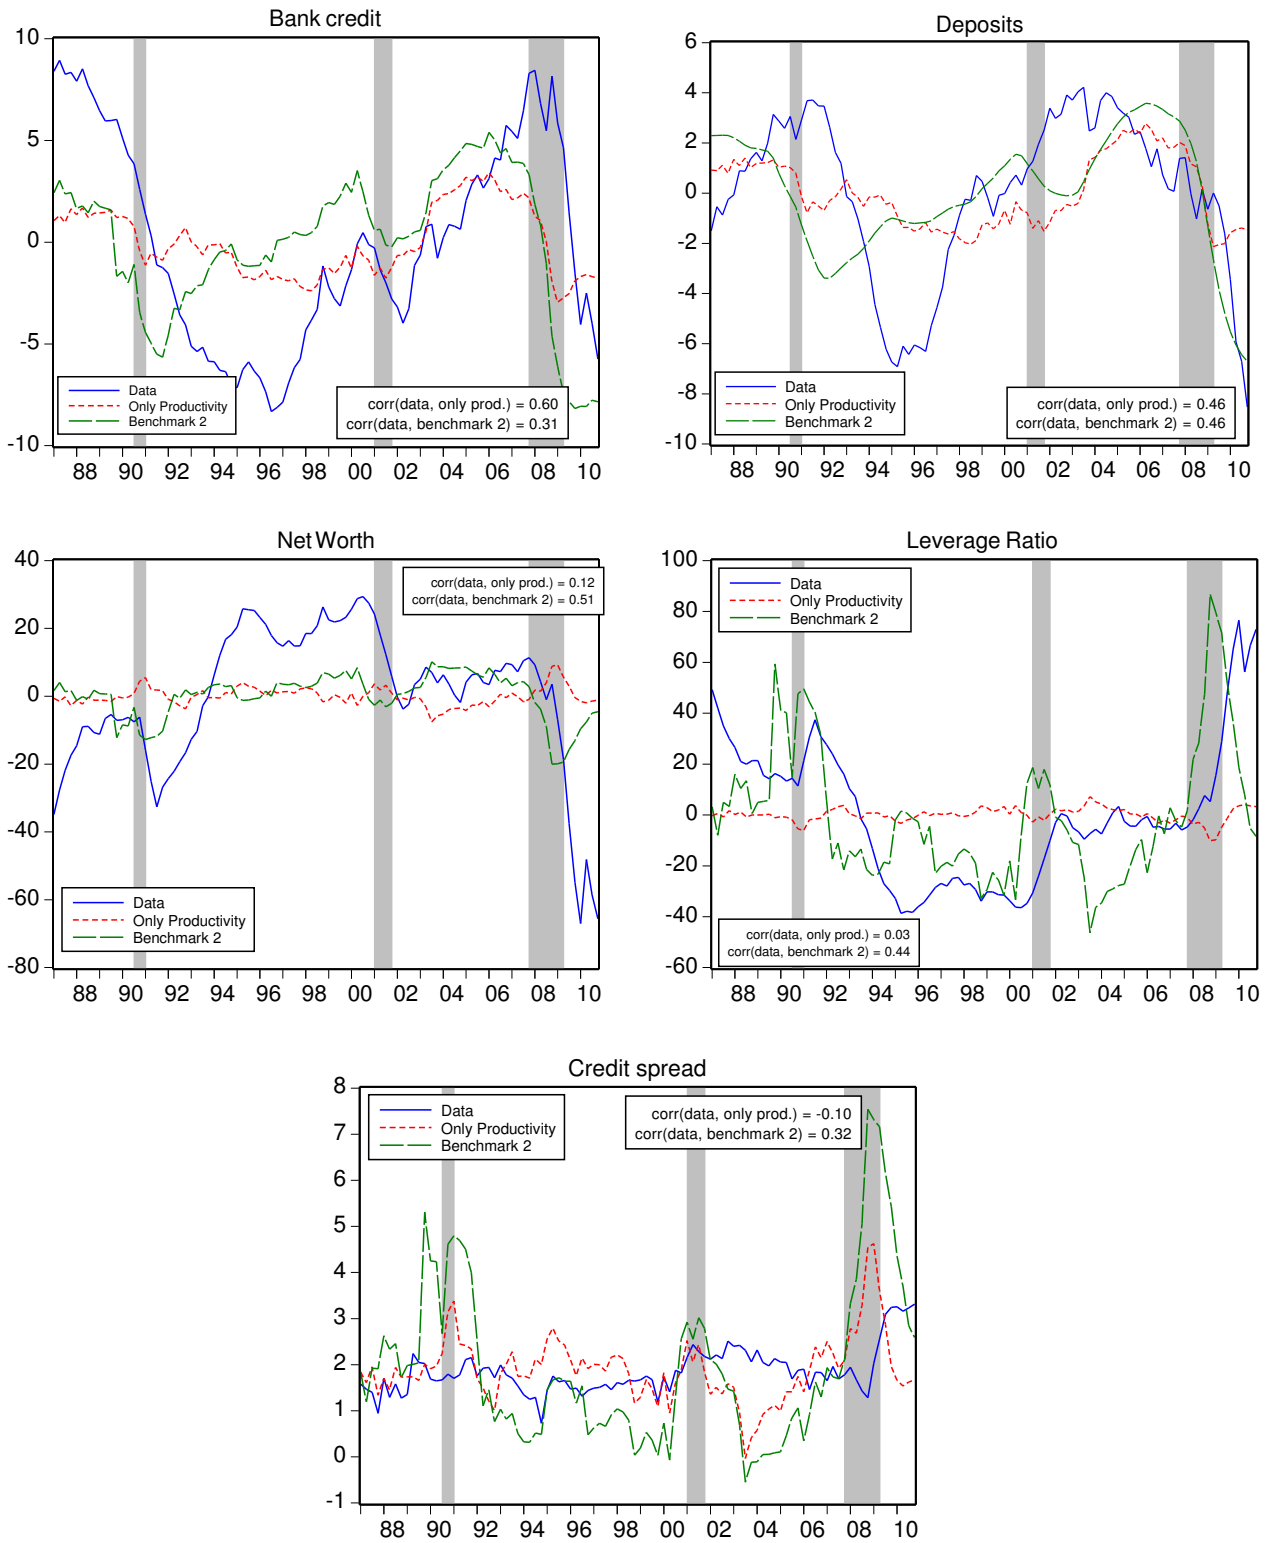 Bank credit
10
5
0
-5
-10
Data
Only Productivity
Benchmark 2
corr(data, only prod.) = 0.60
corr(data, benchmark 2) = 0.31
88 90 92 94 96 98 00 02 04 06 08 10
Deposits
6
4
2
0
-2
-4
-6
-8
-10
Data
Only Productivity
Benchmark 2
corr(data, only prod.) = 0.46
corr(data, benchmark 2) = 0.46
88 90 92 94 96 98 00 02 04 06 08 10
Net Worth
40
20
0
-20
-40
-60
-80
corr(data, only prod.) = 0.12
corr(data, benchmark 2) = 0.51
Data
Only Productivity
Benchmark 2
88 90 92 94 96 98 00 02 04 06 08 10
Leverage Ratio
100
80
60
40
20
0
-20
-40
-60
Data
Only Productivity
Benchmark 2
corr(data, only prod.) = 0.03
corr(data, benchmark 2) = 0.44
88 90 92 94 96 98 00 02 04 06 08 10
Credit spread
8
7
6
5
4
3
2
1
0
-1
Data
Only Productivity
Benchmark 2
corr(data, only prod.) = -0.10
corr(data, benchmark 2) = 0.32
88 90 92 94 96 98 00 02 04 06 08 10